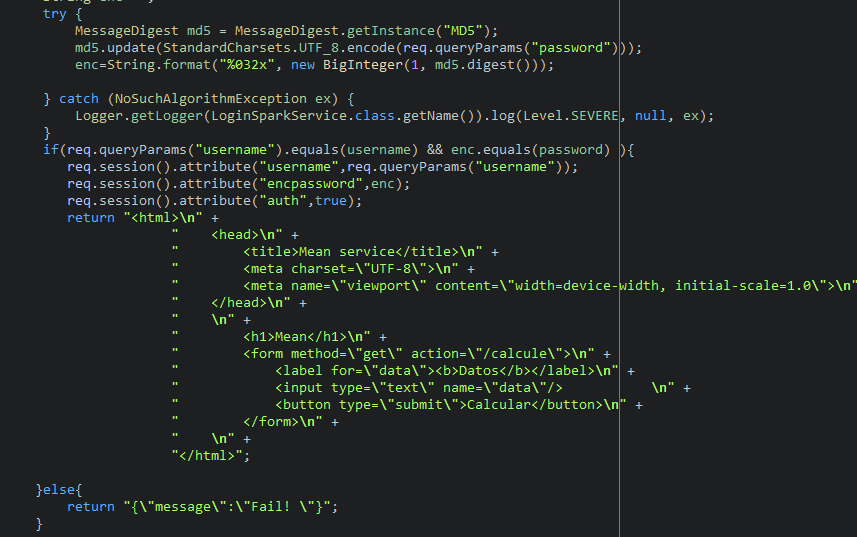 try {
MessageDigest md5 = MessageDigest.getInstance("MD5");
md5.update(StandardCharsets.UTF_8.encode(req.queryParams("password")));
enc=String.format("%032x", new BigInteger(1, md5.digest()));
} catch (NoSuchAlgorithmException ex) {
Logger.getLogger(LoginSparkService.class.getName()).log(Level.SEVERE, null, ex);
}
if(req.queryParams("username").equals(username) && enc.equals(password) ){
req.session().attribute("username",req.queryParams("username"));
req.session().attribute("encpassword",enc);
req.session().attribute("auth",true);
return "<html>\n" +
"    <head>\n" +
"        <title>Mean service</title>\n" +
"        <meta charset=\"UTF-8\">\n" +
"        <meta name=\"viewport\" content=\"width=device-width, initial-scale=1.0\">\n"
"    </head>\n" +
"    \n" +
"        <h1>Mean</h1>\n" +
"        <form method=\"get\" action=\"/calcule\">\n" +
"            <label for=\"data\"><b>Datos</b></label>\n" +
"            <input type=\"text\" name=\"data\"/>           \n" +
"            <button type=\"submit\">Calcular</button>\n" +
"        </form>\n" +
"    \n" +
"</html>";
}else{
return "{\"message\":\"Fail! \"}";
}